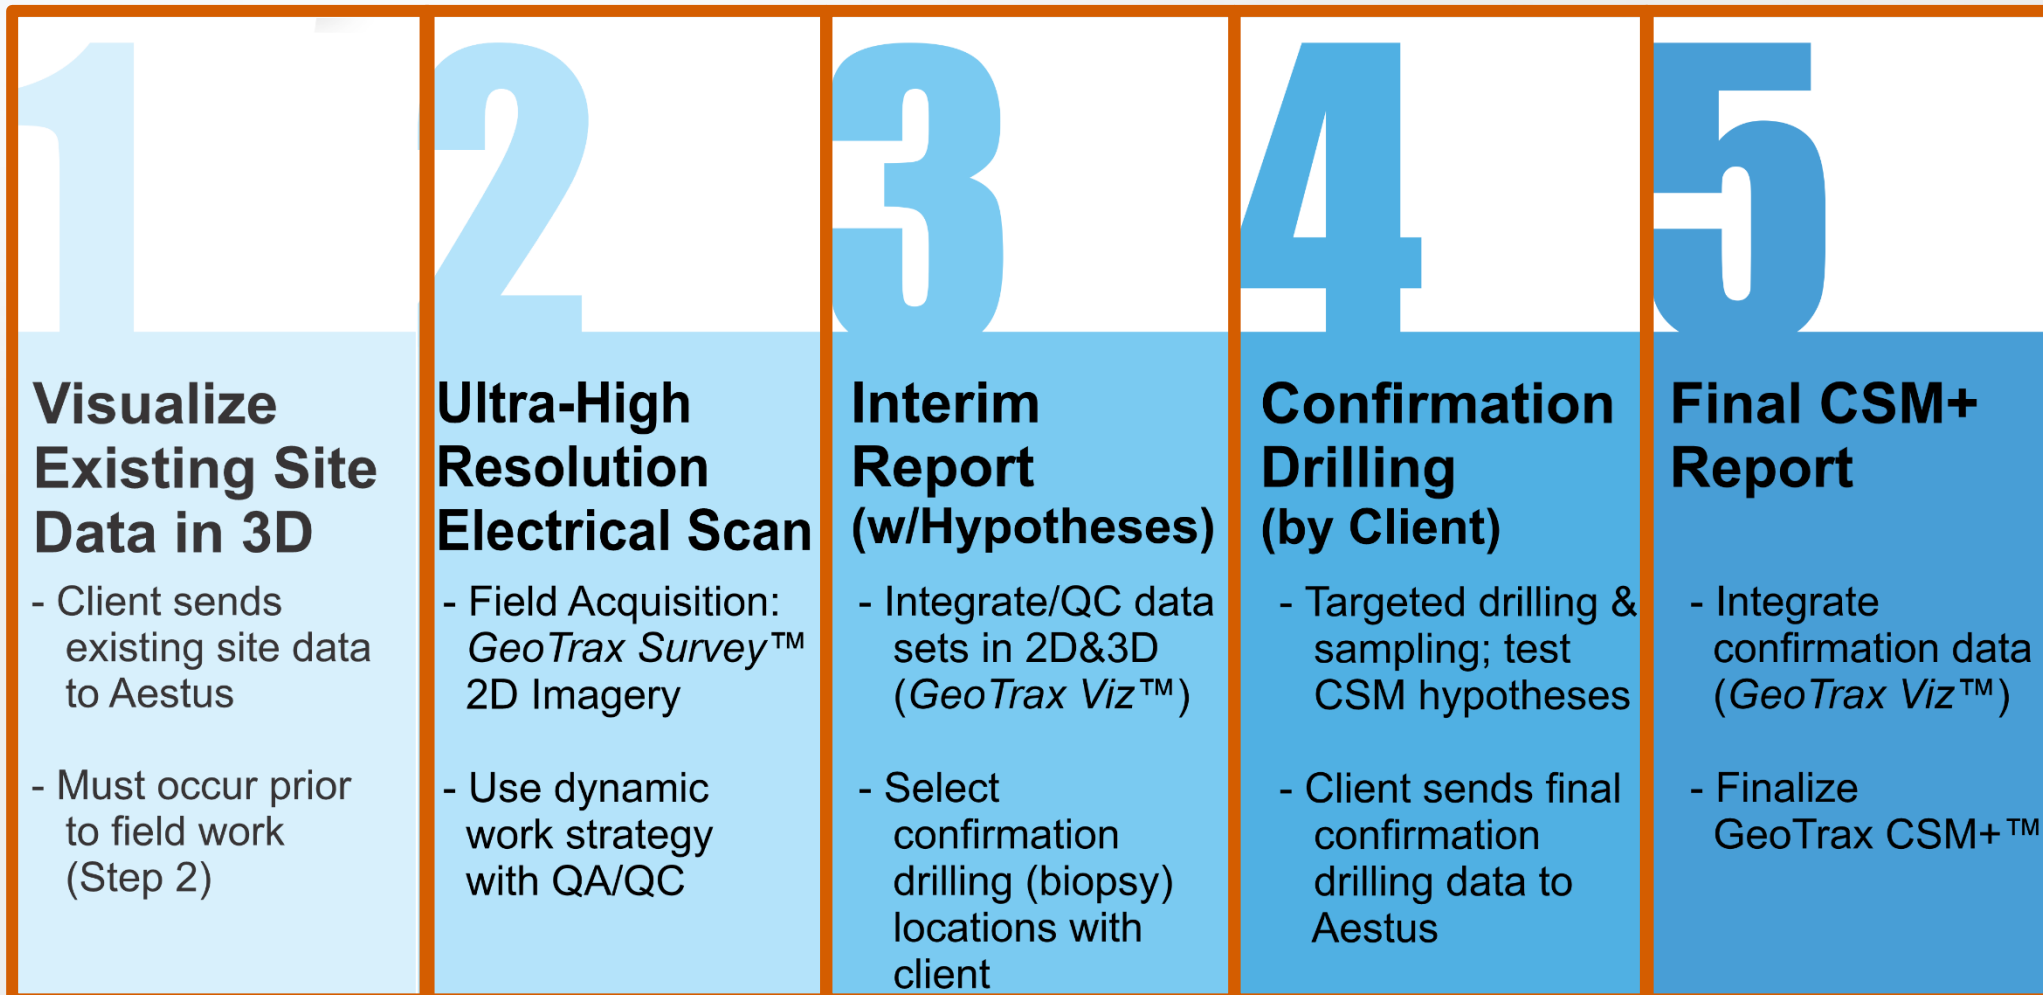 1
Visualize
Existing Site
Data in 3D
- Client sends
existing site data
to Aestus
- Must occur prior
to field work
(Step 2)
2
Ultra-High
Resolution
Electrical Scan
- Field Acquisition:
GeoTrax Survey™
2D Imagery
- Use dynamic
work strategy
with QA/QC
3
Interim
Report
(w/Hypotheses)
- Integrate/QC data
sets in 2D&3D
(GeoTrax Viz™)
- Select
confirmation
drilling (biopsy)
locations with
client
4
Confirmation
Drilling
(by Client)
- Targeted drilling &
sampling; test
CSM hypotheses
- Client sends final
confirmation
drilling data to
Aestus
5
Final CSM+
Report
- Integrate
confirmation data
(GeoTrax Viz™)
- Finalize
GeoTrax CSM+™